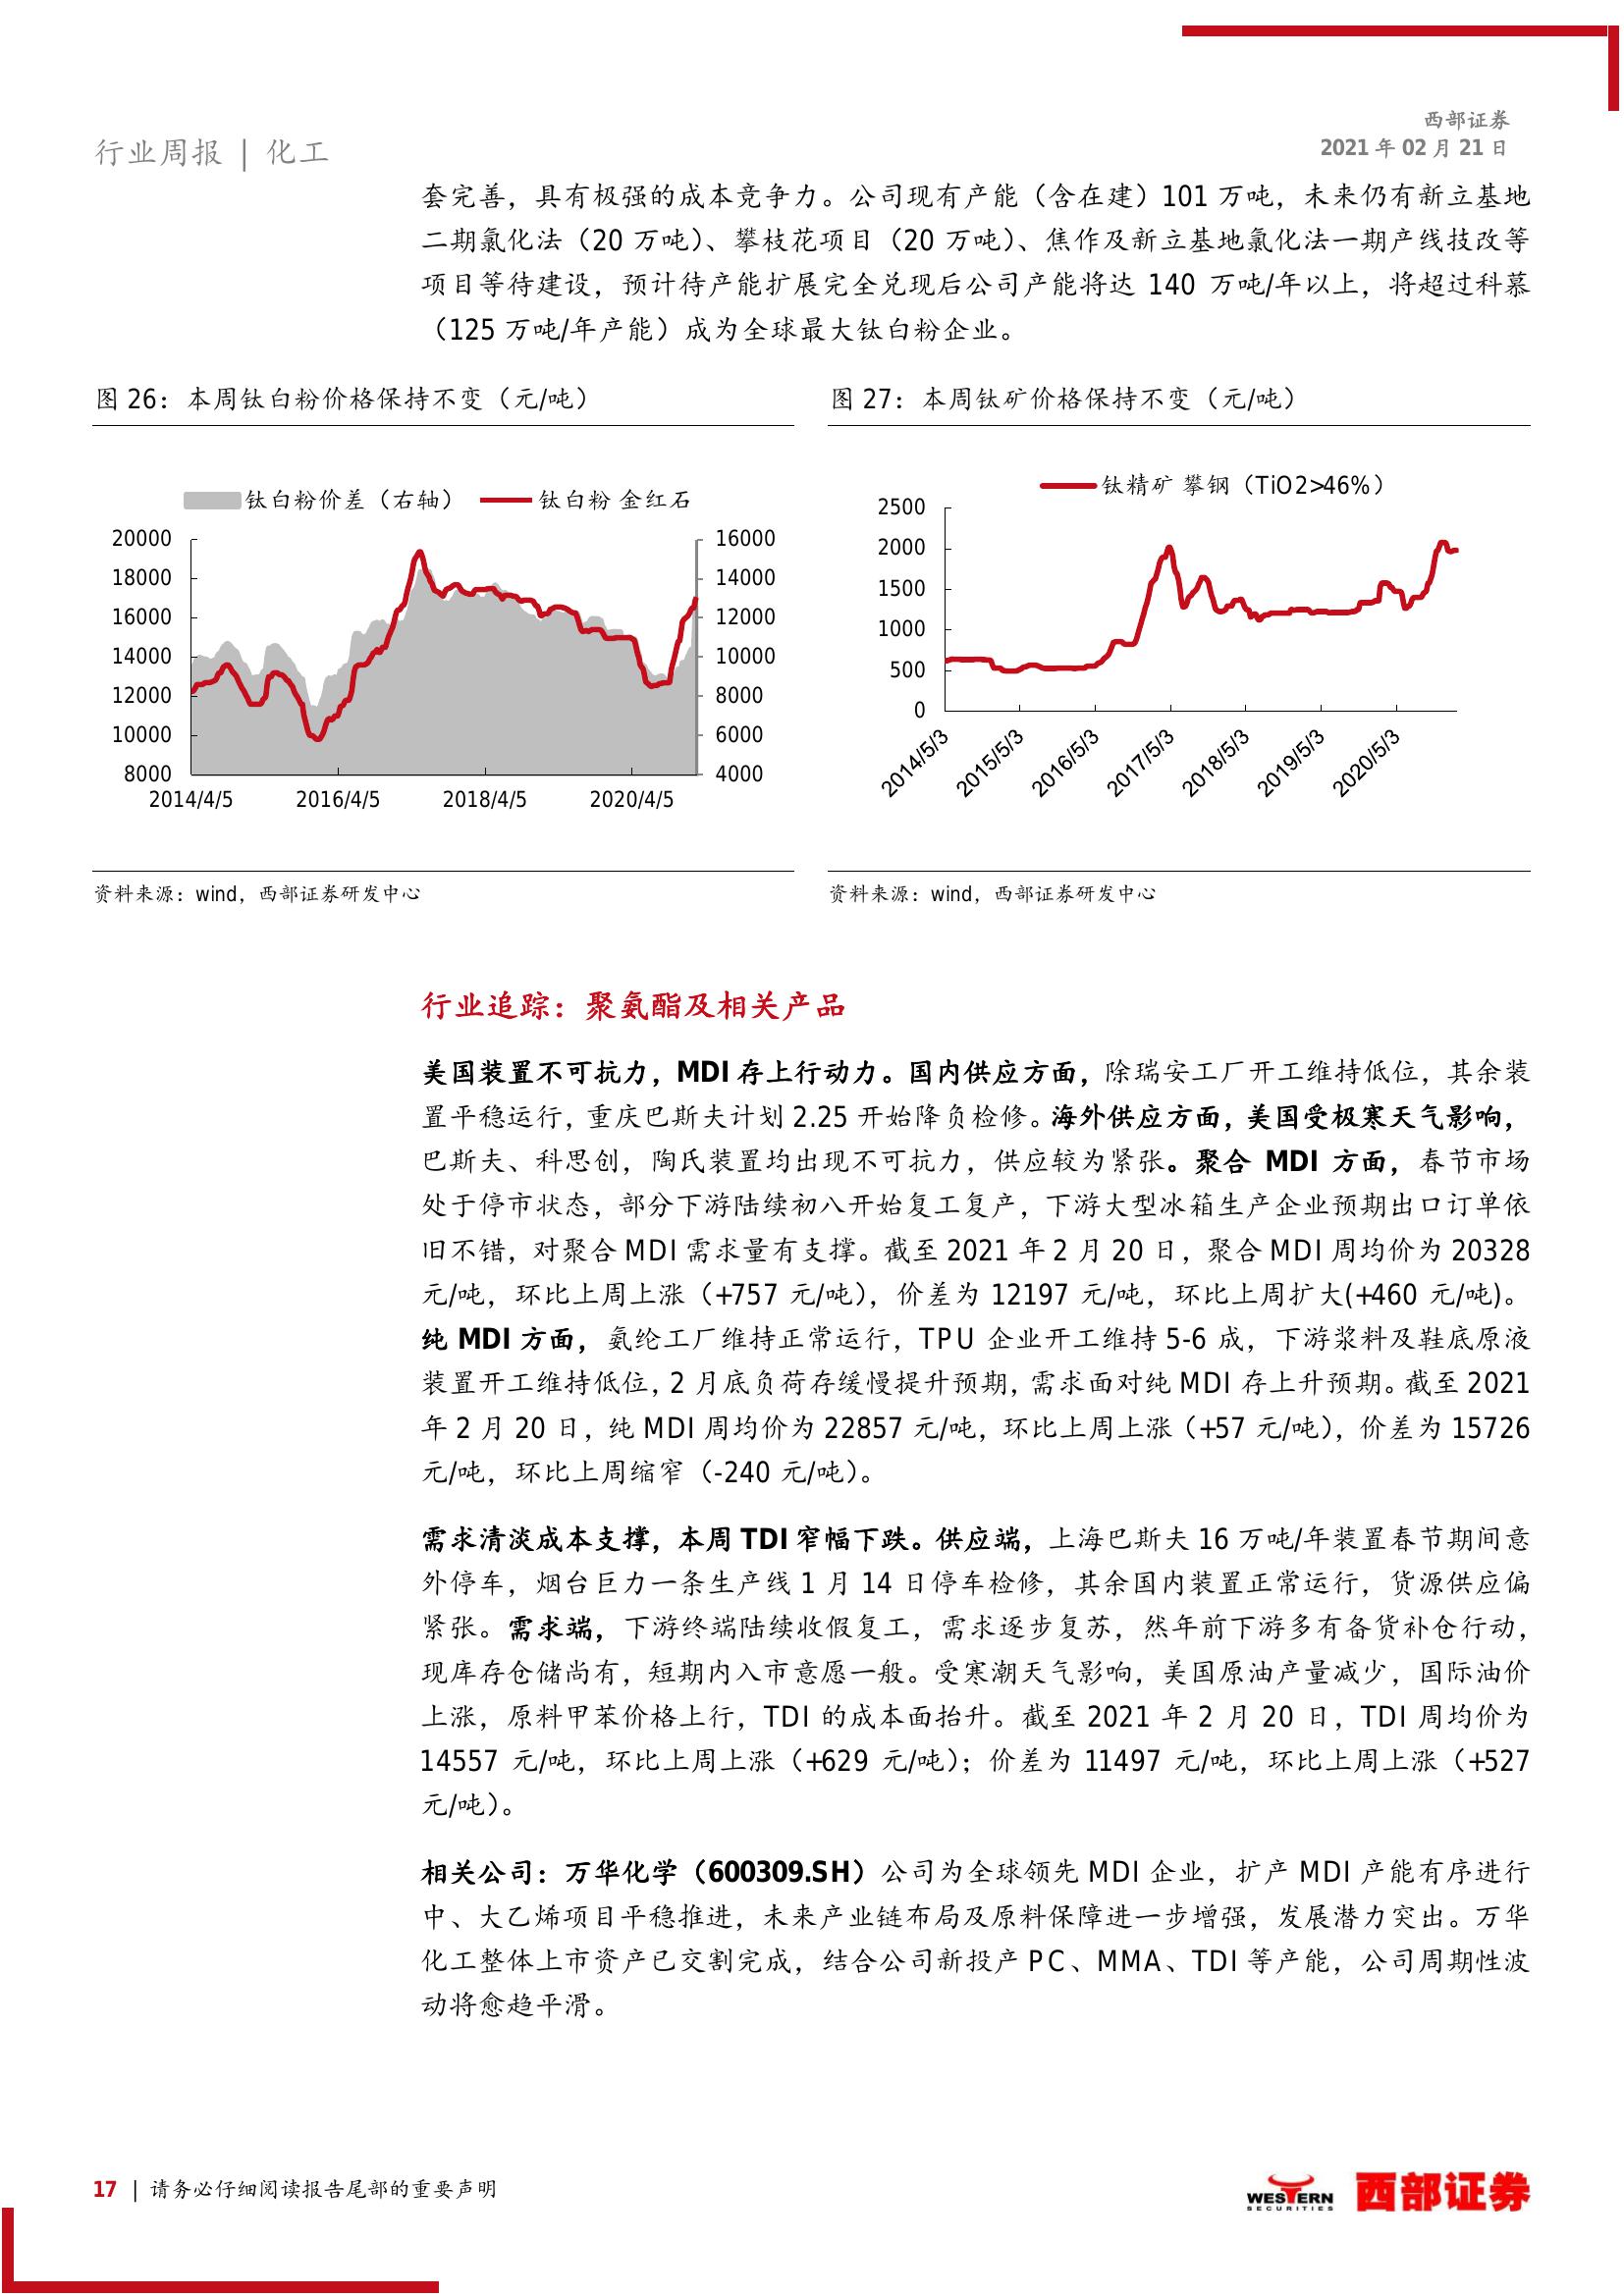 西部证券
行业周报 | 化工
2021 年 02 月 21 日
套完善，具有极强的成本竞争力。公司现有产能（含在建）101 万吨，未来仍有新立基地
二期氯化法（20 万吨）、攀枝花项目（20 万吨）、焦作及新立基地氯化法一期产线技改等
项目等待建设，预计待产能扩展完全兑现后公司产能将达 140 万吨/年以上，将超过科慕
（125 万吨/年产能）成为全球最大钛白粉企业。
图 26：本周钛白粉价格保持不变（元/吨）
钛白粉价差（右轴） 钛白粉 金红石
20000 16000
18000 14000
16000 12000
14000 10000
12000 8000
10000 6000
8000 4000
2014/4/5 2016/4/5 2018/4/5 2020/4/5
资料来源：wind，西部证券研发中心
图 27：本周钛矿价格保持不变（元/吨）
钛精矿 攀钢（TiO2>46%）
2500
2000
1500
1000
500
0
2014/5/3 2015/5/3 2016/5/3 2017/5/3 2018/5/3 2019/5/3 2020/5/3
资料来源：wind，西部证券研发中心
行业追踪：聚氨酯及相关产品
美国装置不可抗力，MDI 存上行动力。国内供应方面，除瑞安工厂开工维持低位，其余装
置平稳运行，重庆巴斯夫计划 2.25 开始降负检修。海外供应方面，美国受极寒天气影响，
巴斯夫、科思创，陶氏装置均出现不可抗力，供应较为紧张。聚合 MDI 方面，春节市场
处于停市状态，部分下游陆续初八开始复工复产，下游大型冰箱生产企业预期出口订单依
旧不错，对聚合 MDI 需求量有支撑。截至 2021 年 2 月 20 日，聚合 MDI 周均价为 20328
元/吨，环比上周上涨（+757 元/吨），价差为 12197 元/吨，环比上周扩大(+460 元/吨)。
纯 MDI 方面，氨纶工厂维持正常运行，TPU 企业开工维持 5-6 成，下游浆料及鞋底原液
装置开工维持低位，2 月底负荷存缓慢提升预期，需求面对纯 MDI 存上升预期。截至 2021
年 2 月 20 日，纯 MDI 周均价为 22857 元/吨，环比上周上涨（+57 元/吨），价差为 15726
元/吨，环比上周缩窄（-240 元/吨）。
需求清淡成本支撑，本周 TDI 窄幅下跌。供应端，上海巴斯夫 16 万吨/年装置春节期间意
外停车，烟台巨力一条生产线 1 月 14 日停车检修，其余国内装置正常运行，货源供应偏
紧张。需求端，下游终端陆续收假复工，需求逐步复苏，然年前下游多有备货补仓行动，
现库存仓储尚有，短期内入市意愿一般。受寒潮天气影响，美国原油产量减少，国际油价
上涨，原料甲苯价格上行，TDI 的成本面抬升。截至 2021 年 2 月 20 日，TDI 周均价为
14557 元/吨，环比上周上涨（+629 元/吨）；价差为 11497 元/吨，环比上周上涨（+527
元/吨）。
相关公司：万华化学（600309.SH）公司为全球领先 MDI 企业，扩产 MDI 产能有序进行
中、大乙烯项目平稳推进，未来产业链布局及原料保障进一步增强，发展潜力突出。万华
化工整体上市资产已交割完成，结合公司新投产 PC、MMA、TDI 等产能，公司周期性波
动将愈趋平滑。
17 | 请务必仔细阅读报告尾部的重要声明
WESTERN
SECURITIES
西部证券